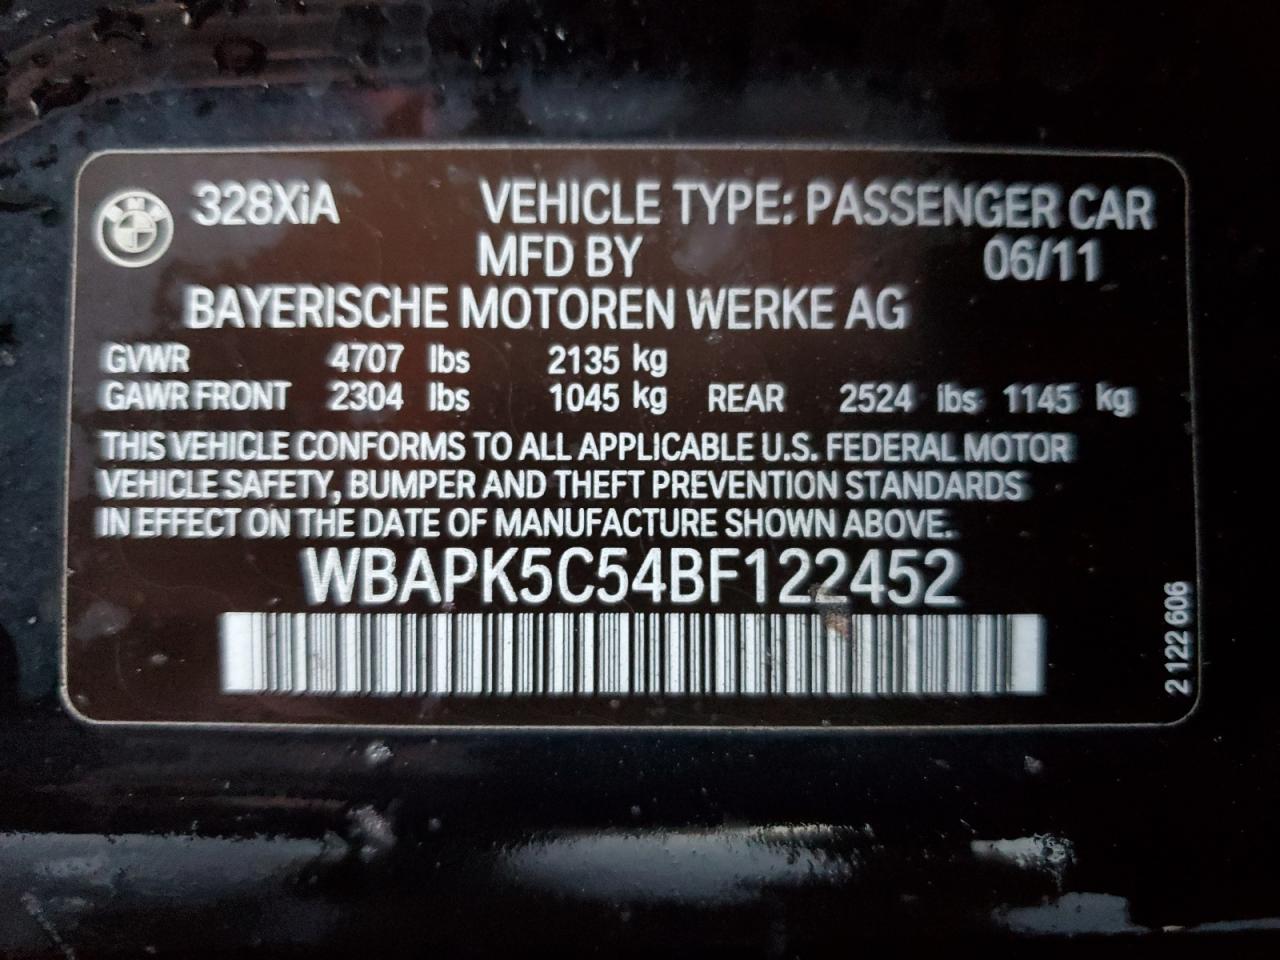 BMW 328XiA VEHICLE TYPE: PASSENGER CAR
MFD BY 06/11
BAYERISCHE MOTOREN WERKE AG
GVWR 4707 lbs 2135 kg
GAWR FRONT 2304 lbs 1045 kg REAR 2524 lbs 1145 kg
THIS VEHICLE CONFORMS TO ALL APPLICABLE U.S. FEDERAL MOTOR
VEHICLE SAFETY, BUMPER AND THEFT PREVENTION STANDARDS
IN EFFECT ON THE DATE OF MANUFACTURE SHOWN ABOVE.
WBAPK5C54BF122452
2 122 606